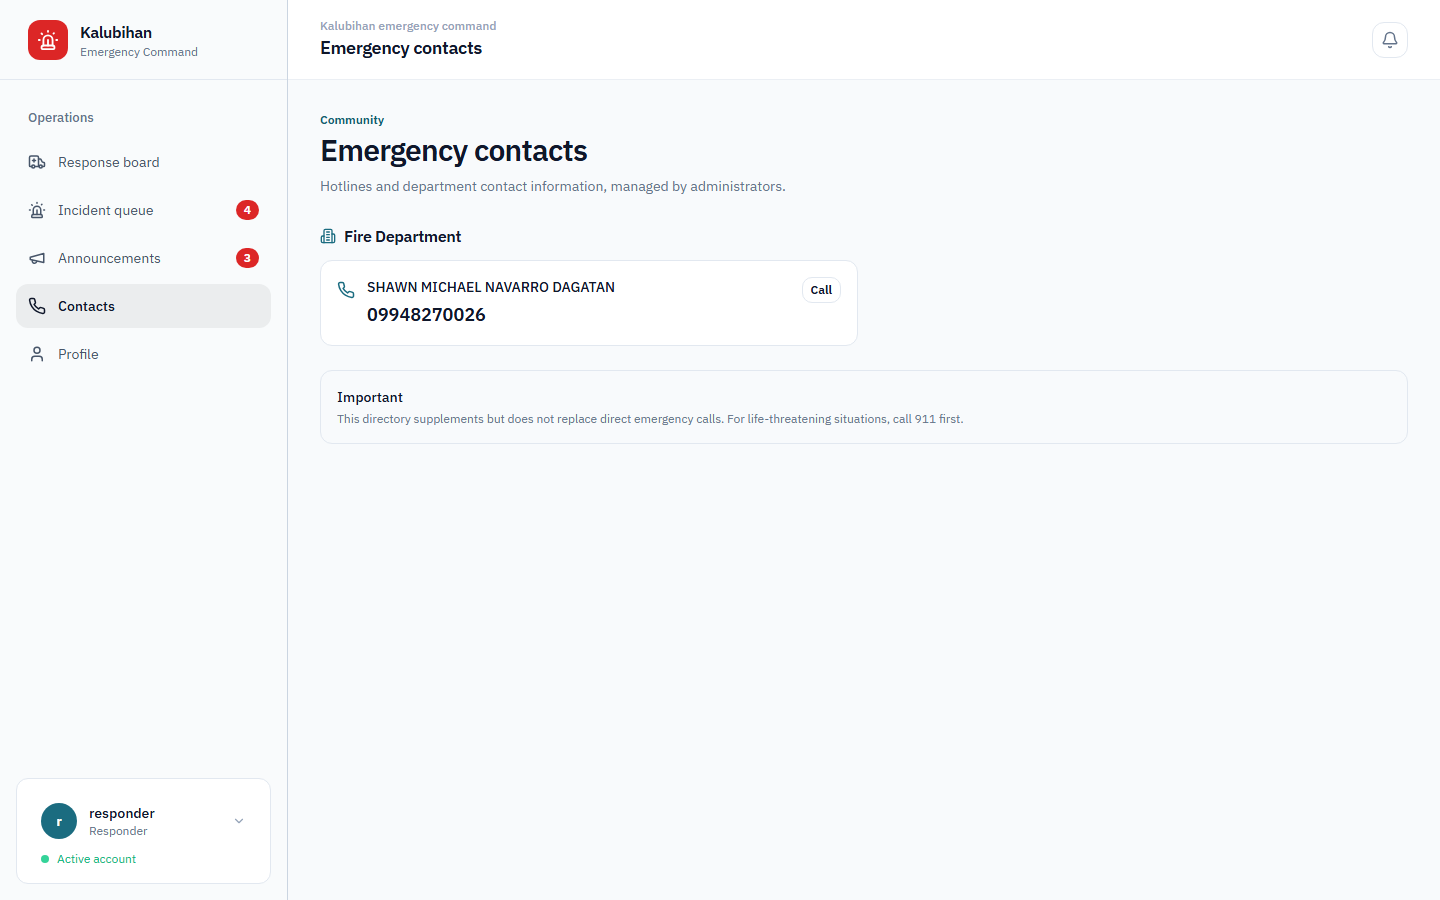 Kalubihan
Emergency Command
Operations
Response board
Incident queue 4
Announcements 3
Contacts
Profile
r
responder
Responder
Active account
Kalubihan emergency command
Emergency contacts
Community
Emergency contacts
Hotlines and department contact information, managed by administrators.
Fire Department
SHAWN MICHAEL NAVARRO DAGATAN
Call
09948270026
Important
This directory supplements but does not replace direct emergency calls. For life-threatening situations, call 911 first.